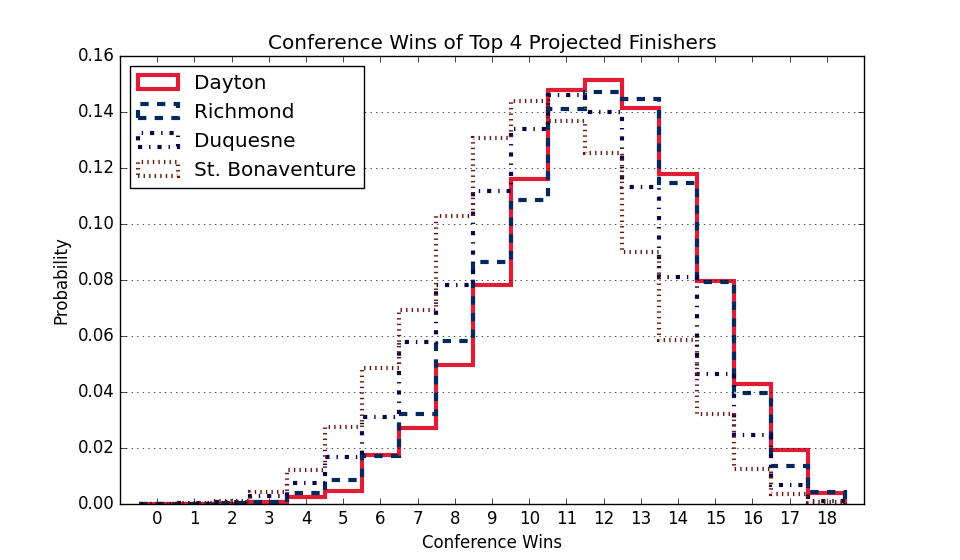 Conference Wins of Top 4 Projected Finishers
0.16
0.14
0.12
0.10
0.08
0.06
0.04
0.02
0.00
Probability
Dayton
Richmond
Duquesne
St. Bonaventure
0 1 2 3 4 5 6 7 8 9 10 11 12 13 14 15 16 17 18
Conference Wins